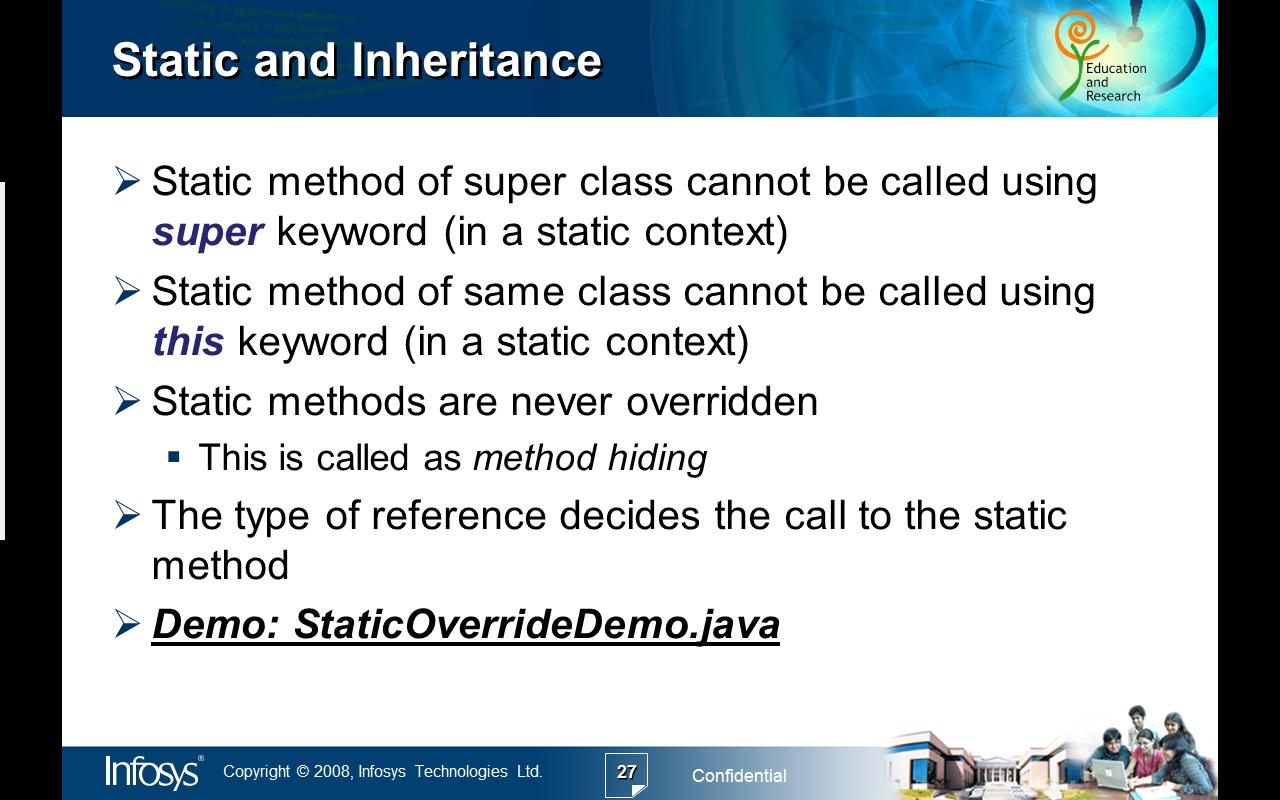 Static and Inheritance
Education
and
Research
Static method of super class cannot be called using
super keyword (in a static context)
Static method of same class cannot be called using
this keyword (in a static context)
Static methods are never overridden
This is called as method hiding
The type of reference decides the call to the static
method
Demo: StaticOverrideDemo.java
Infosys® Copyright © 2008, Infosys Technologies Ltd. 27 Confidential